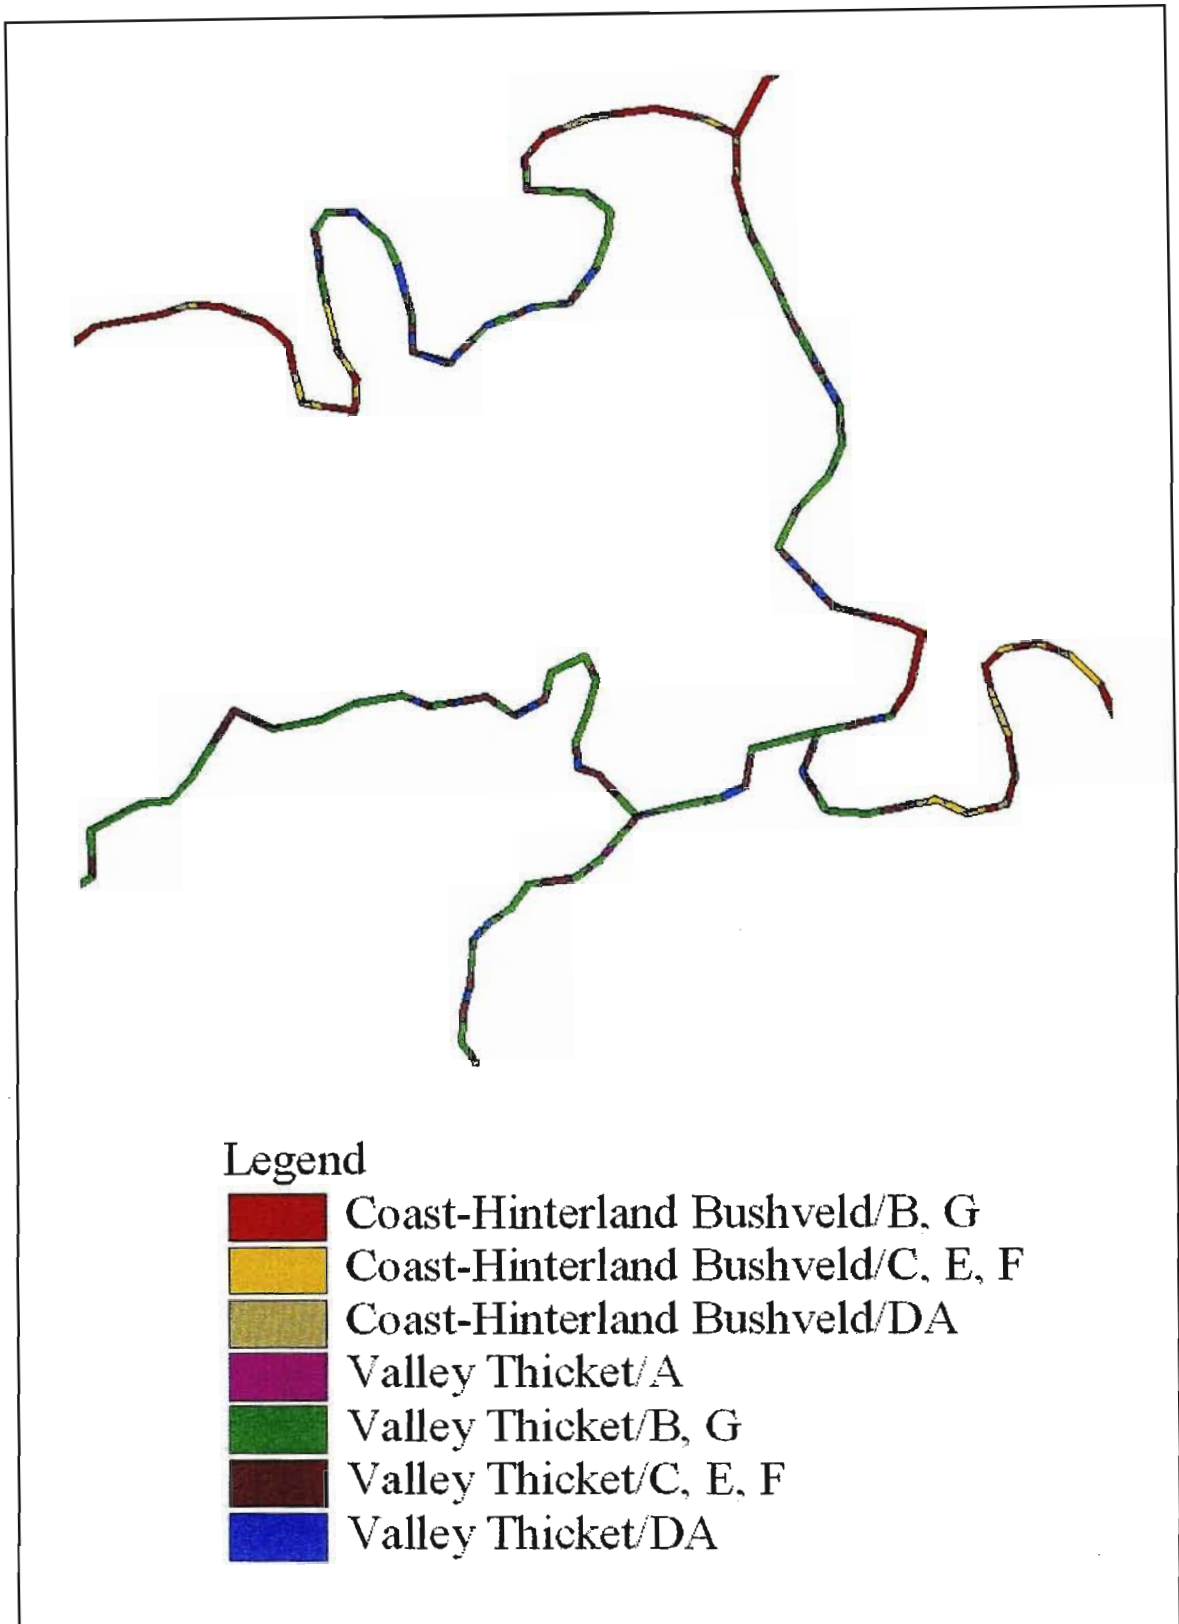 Legend
Coast-Hinterland Bushveld/B, G
Coast-Hinterland Bushveld/C, E, F
Coast-Hinterland Bushveld/DA
Valley Thicket/A
Valley Thicket/B, G
Valley Thicket/C, E, F
Valley Thicket/DA